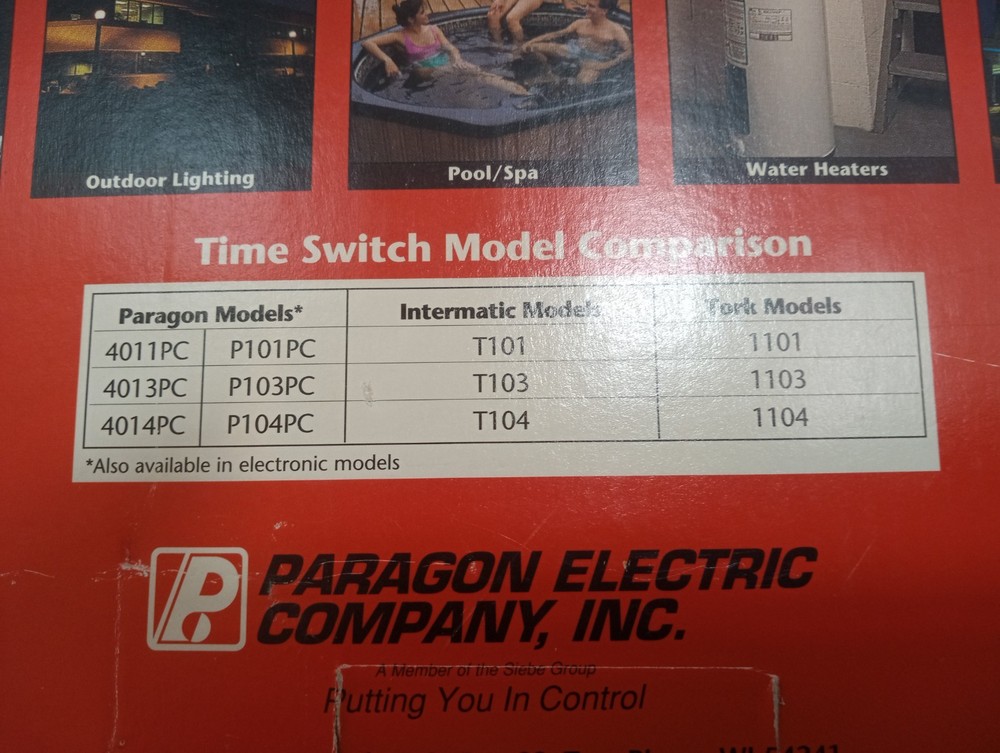 Outdoor Lighting
Pool/Spa
Water Heaters
Time Switch Model Comparison
Paragon Models* Intermatic Models Tork Models
4011PC P101PC T101 1101
4013PC P103PC T103 1103
4014PC P104PC T104 1104
*Also available in electronic models
P PARAGON ELECTRIC
COMPANY, INC.
A Member of the Siebe Group
Putting You In Control